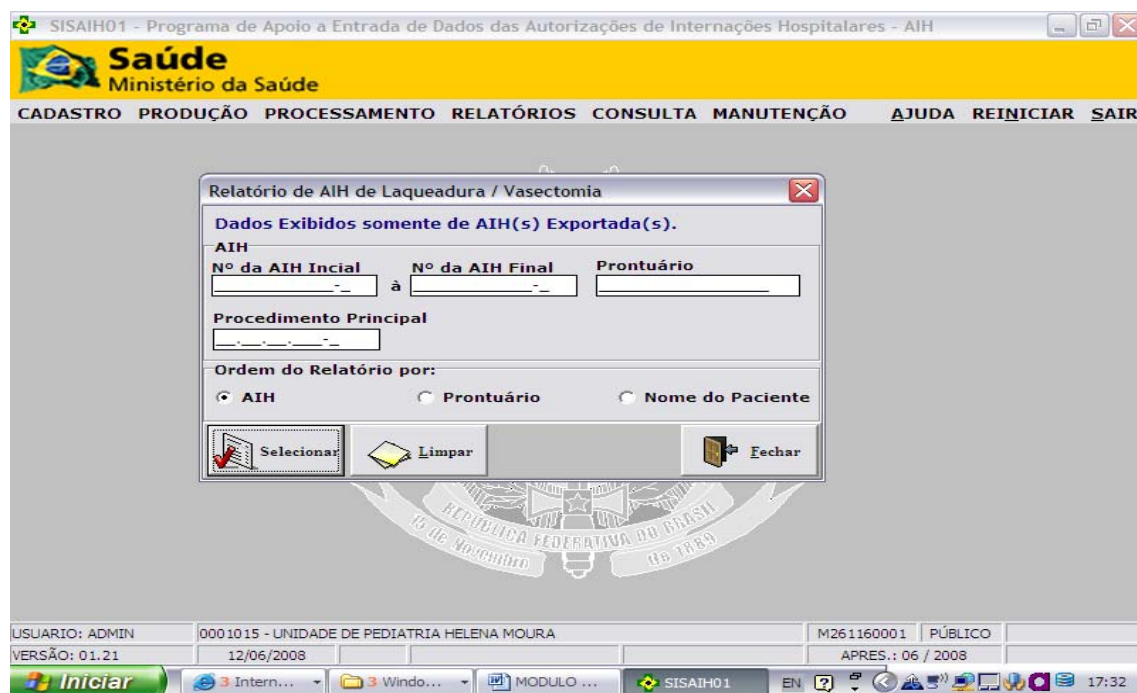 SISAIH01 - Programa de Apoio a Entrada de Dados das Autorizações de Internações Hospitalares - AIH
Saúde
Ministério da Saúde
CADASTRO PRODUÇÃO PROCESSAMENTO RELATÓRIOS CONSULTA MANUTENÇÃO AJUDA REINICIAR SAIR
Relatório de AIH de Laqueadura / Vasectomia
Dados Exibidos somente de AIH(s) Exportada(s).
AIH
Nº da AIH Incial Nº da AIH Final Prontuário
à
Procedimento Principal
Ordem do Relatório por:
AIH Prontuário Nome do Paciente
Selecionar Limpar Fechar
REPÚBLICA FEDERATIVA DO BRASIL
15 de Novembro de 1889
USUARIO: ADMIN 0001015 - UNIDADE DE PEDIATRIA HELENA MOURA M261160001 PÚBLICO
VERSÃO: 01.21 12/06/2008 APRES.: 06 / 2008
Iniciar 3 Intern... 3 Windo... MODULO ... SISAIH01 EN 17:32